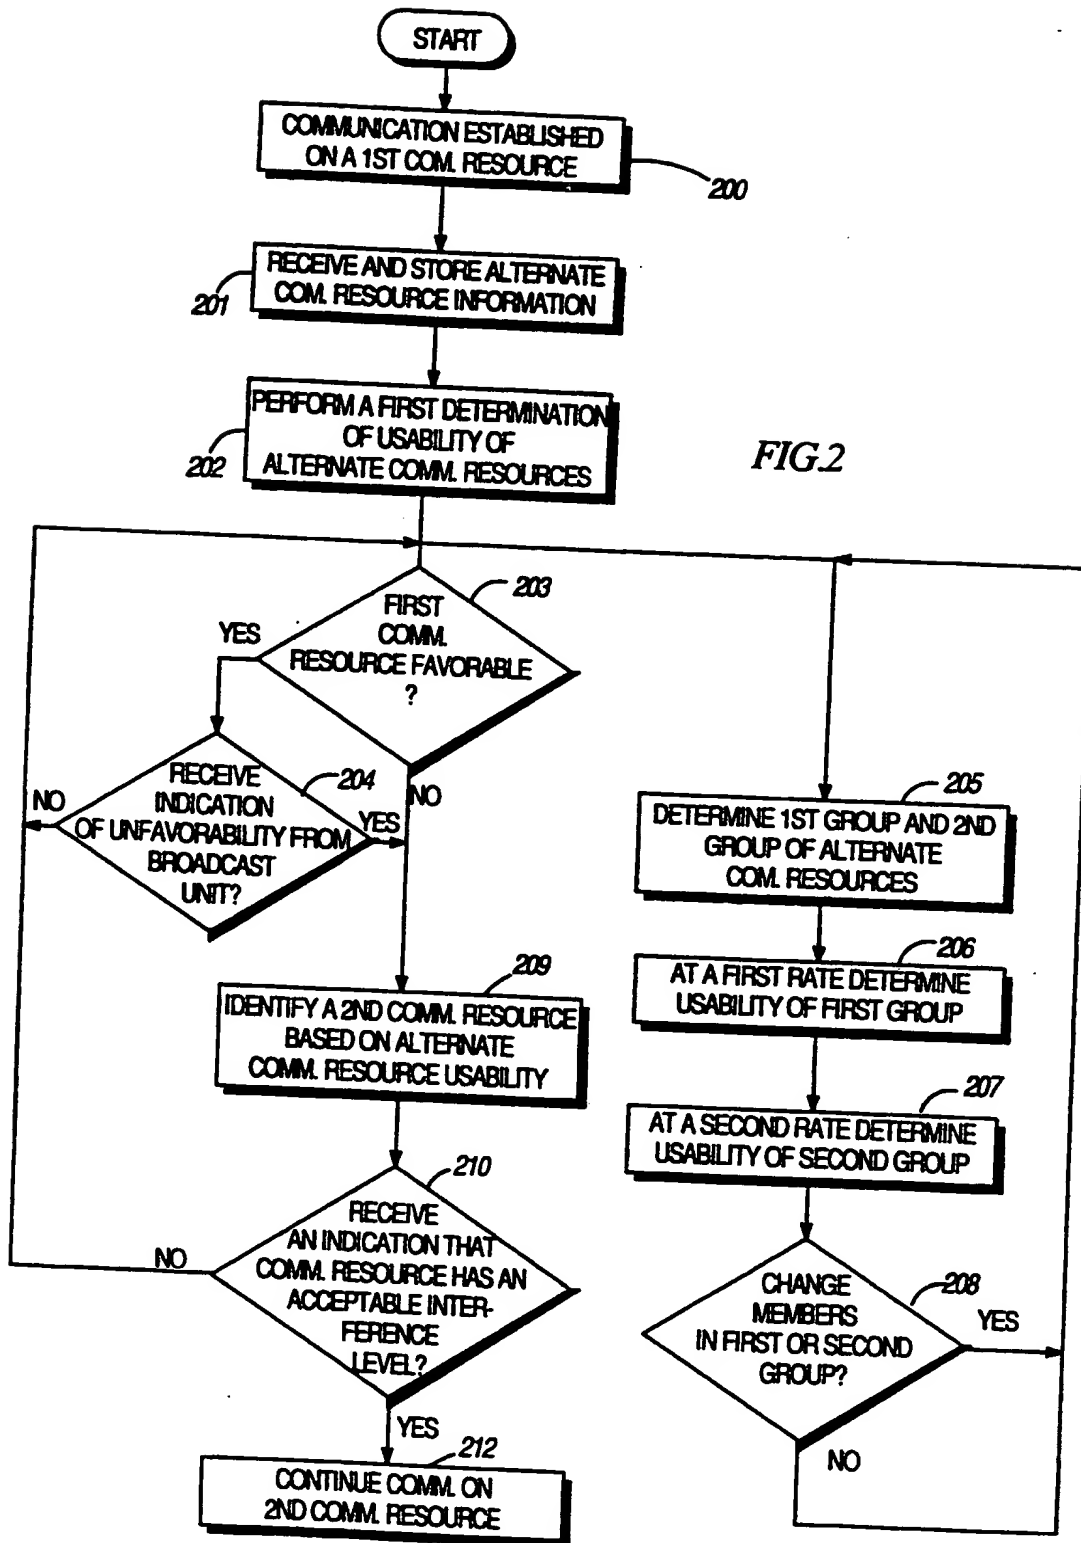 START
COMMUNICATION ESTABLISHED
ON A 1ST COM. RESOURCE
200
RECEIVE AND STORE ALTERNATE
COM. RESOURCE INFORMATION
201
PERFORM A FIRST DETERMINATION
OF USABILITY OF
ALTERNATE COMM. RESOURCES
202
FIG.2
203
FIRST
COMM.
RESOURCE FAVORABLE
?
YES
NO
204
RECEIVE
INDICATION
OF UNFAVORABILITY FROM
BROADCAST
UNIT?
NO
YES
205
DETERMINE 1ST GROUP AND 2ND
GROUP OF ALTERNATE
COM. RESOURCES
206
AT A FIRST RATE DETERMINE
USABILITY OF FIRST GROUP
209
IDENTIFY A 2ND COMM. RESOURCE
BASED ON ALTERNATE
COMM. RESOURCE USABILITY
207
AT A SECOND RATE DETERMINE
USABILITY OF SECOND GROUP
210
RECEIVE
AN INDICATION THAT
COMM. RESOURCE HAS AN
ACCEPTABLE INTER-
FERENCE
LEVEL?
NO
YES
208
CHANGE
MEMBERS
IN FIRST OR SECOND
GROUP?
YES
NO
212
CONTINUE COMM. ON
2ND COMM. RESOURCE